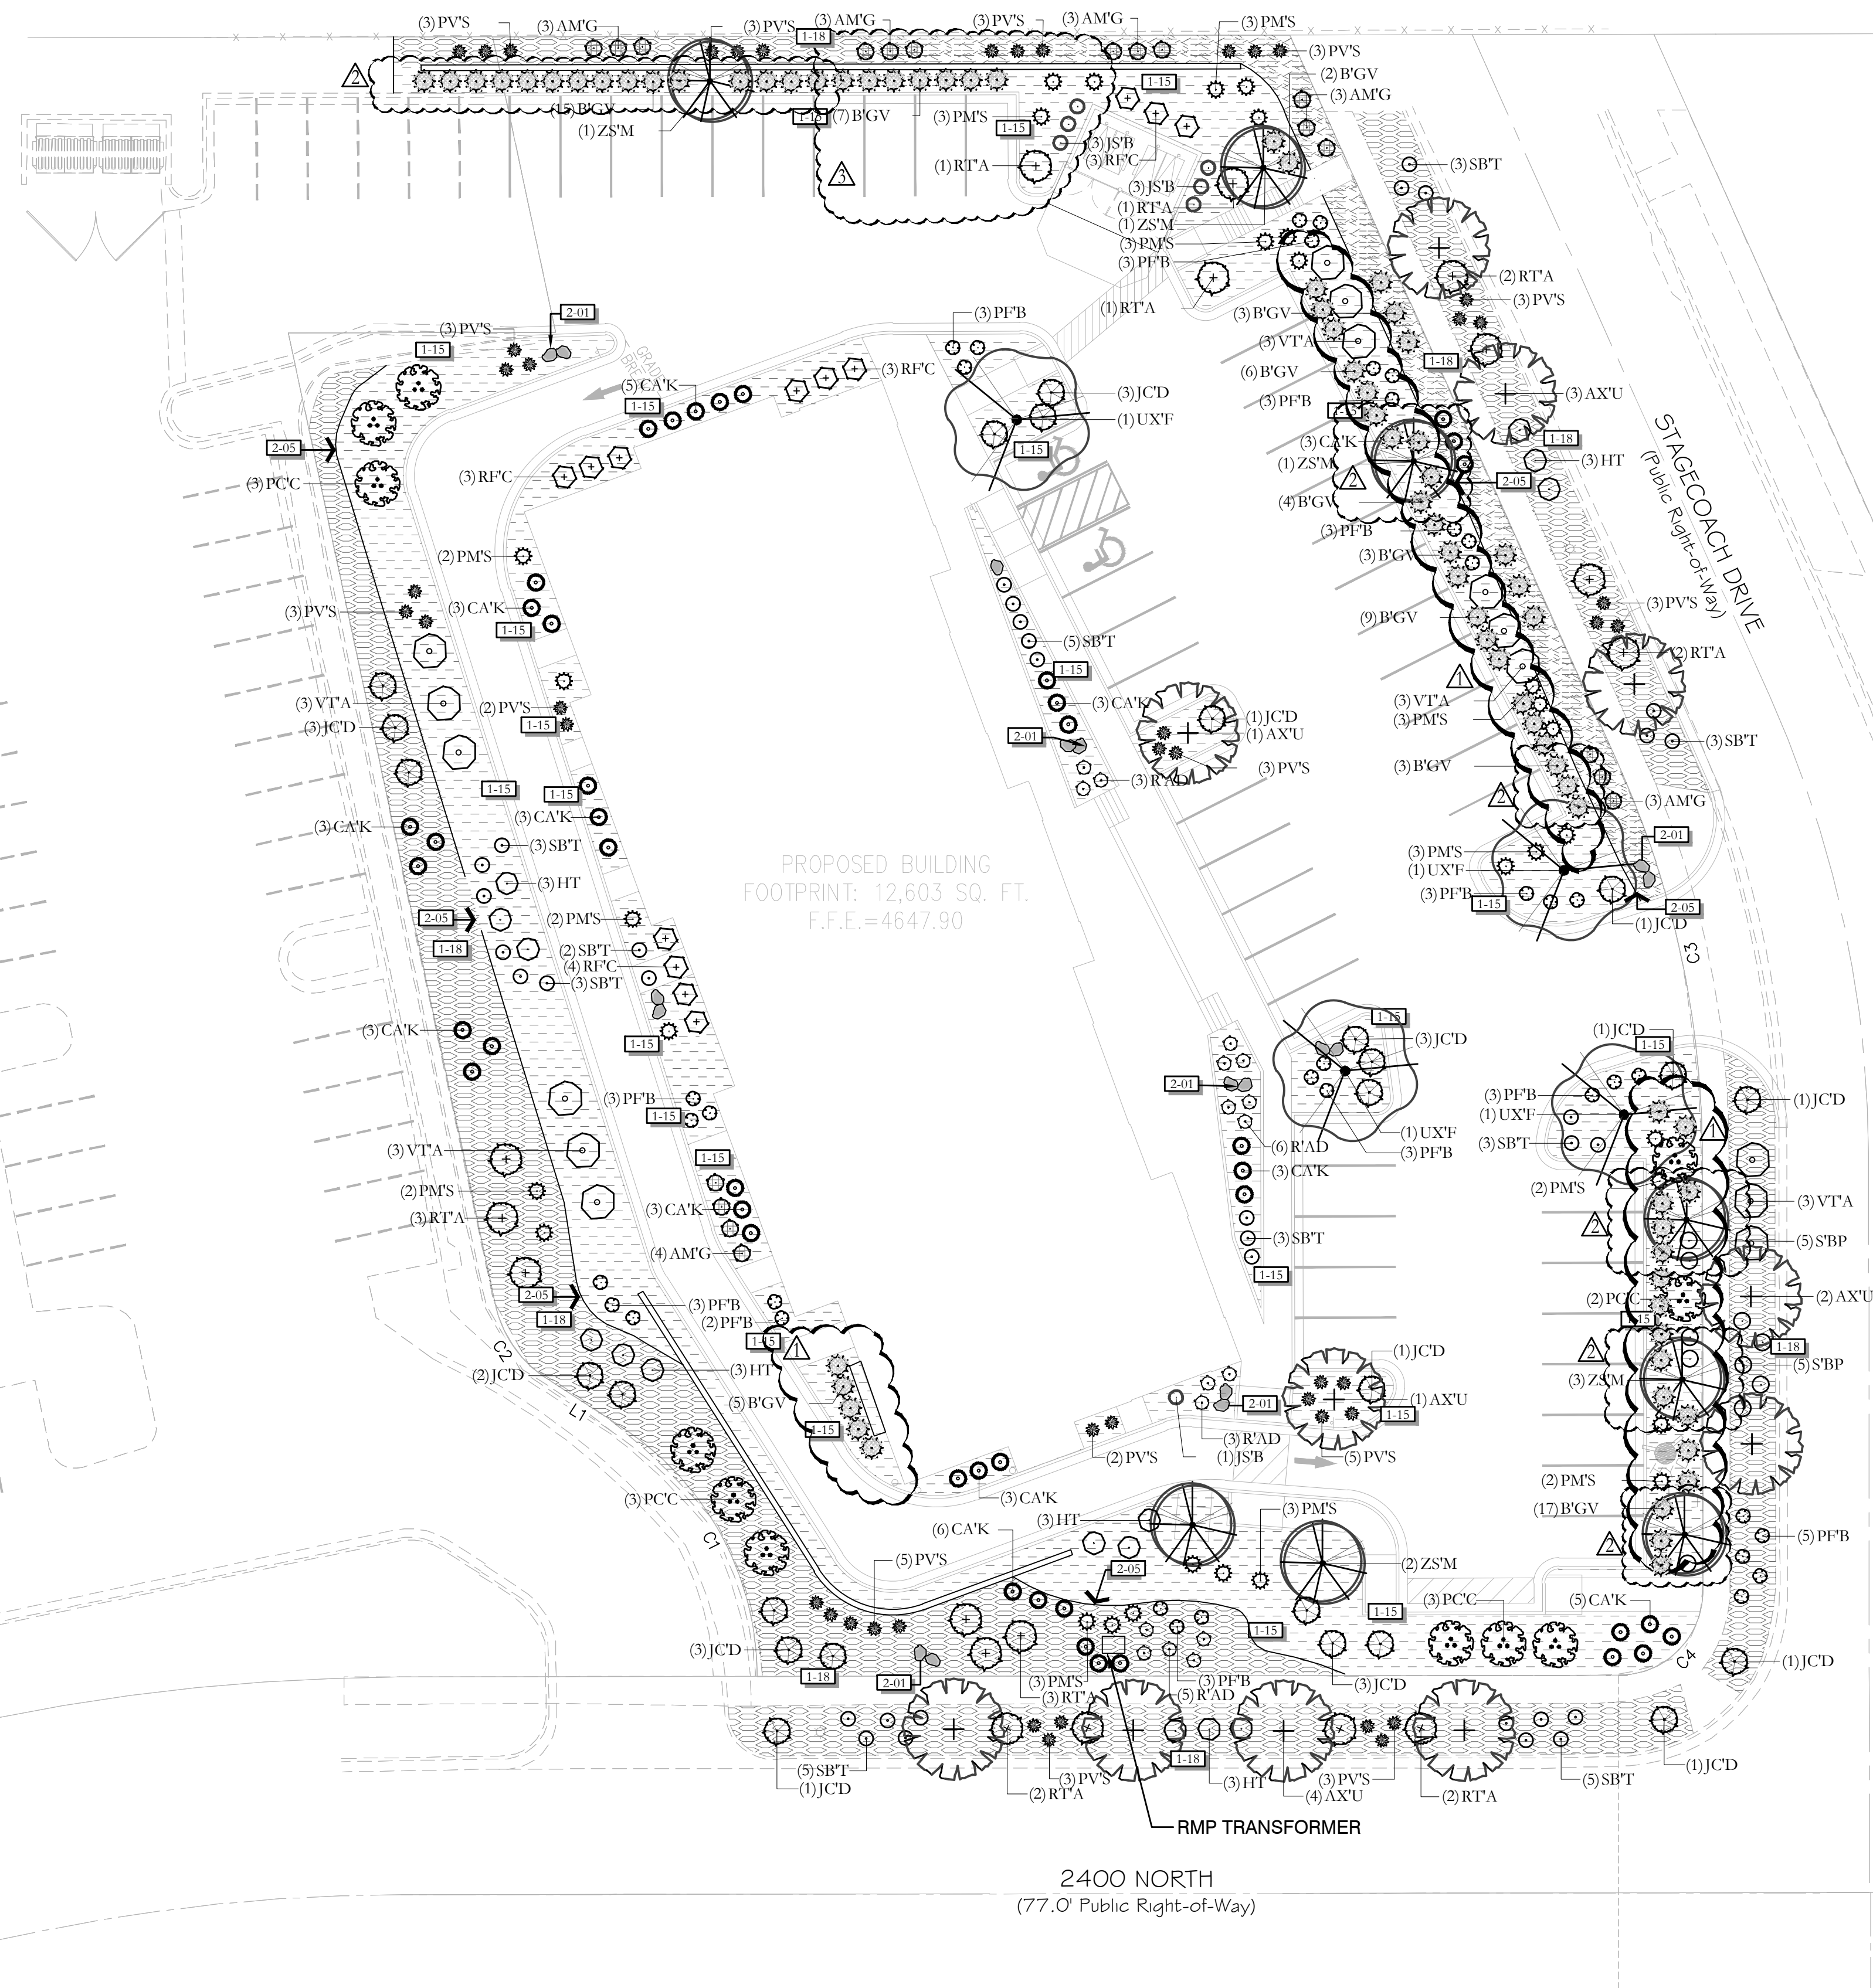 (3) PV'S
(3) AM'G
(3) PV'S
1-18
(3) AM'G
(3) PV'S
(3) AM'G
(3) PM'S
(3) PV'S
2
(2) B'GV
1-15
(3) AM'G
(15) B'GV
(1) ZS'M
1-15
(7) B'GV
(3) PM'S
1-15
(3) JS'B
(3) RF'C
(1) RT'A
3
(3) SB'T
(3) JS'B
(1) RT'A
(1) ZS'M
(3) PM'S
(3) PF'B
(2) RT'A
(3) PV'S
(1) RT'A
2-01
(3) PV'S
(3) PF'B
(3) B'GV
1-15
(3) VT'A
1-18
(3) RF'C
(6) B'GV
(5) CA'K
(3) JC'D
(3) AX'U
1-15
(3) PF'B
1-15
(1) UX'F
(3) CA'K
1-18
2-05
1-15
(1) ZS'M
(3) HT
(3) RF'C
(3) PC'C
2
2-05
(4) B'GV
STAGECOACH DRIVE
(Public Right-of-Way)
(3) PF'B
(2) PM'S
(3) B'GV
(3) CA'K
(3) PV'S
(3) PV'S
(9) B'GV
1-15
(5) SB'T
(2) RT'A
1-15
1
(3) VT'A
(2) PV'S
(3) CA'K
(3) VT'A
(3) JC'D
1-15
(1) JC'D
(3) PM'S
2-01
(1) AX'U
(3) SB'T
(3) PV'S
(3) B'GV
(3) R'AD
1-15
1-15
2
(3) AM'G
(3) CA'K
(3) CA'K
2-01
(3) SB'T
(3) PM'S
PROPOSED BUILDING
FOOTPRINT: 12,603 SQ. FT.
F.F.E.=4647.90
(1) UX'F
(3) HT
(3) PF'B
1-15
2-05
(1) JC'D
2-05
(2) PM'S
1-18
(2) SB'T
C3
(4) RF'C
(3) SB'T
1-15
(3) CA'K
1-15
(3) JC'D
(1) JC'D
1-15
2-01
(3) PF'B
(3) PF'B
(1) JC'D
1-15
(1) UX'F
1
(1) UX'F
(3) VT'A
(6) R'AD
(3) PF'B
(3) SB'T
1-15
(3) CA'K
(2) PM'S
(2) PM'S
(3) CA'K
(3) VT'A
(3) RT'A
2
(4) AM'G
(3) SB'T
(5) S'BP
1-15
2-05
(3) PF'B
(2) PC'C
(2) AX'U
1-18
(2) PF'B
1-15
1-15
1
1-18
C2
(3) HT
(1) JC'D
2
(5) S'BP
(2) JC'D
(3) ZS'M
L1
(5) B'GV
2-01
(1) AX'U
1-15
1-15
(3) R'AD
(2) PV'S
(1) JS'B
(5) PV'S
(2) PM'S
(3) PC'C
(3) CA'K
(3) PM'S
(17) B'GV
(3) HT
(6) CA'K
C1
2
(5) PF'B
(5) PV'S
2-05
(2) ZS'M
(3) PC'C
(5) CA'K
1-15
1-15
(3) JC'D
C4
(1) JC'D
1-18
2-01
(3) PM'S
(3) PF'B
(3) RT'A
(5) R'AD
(3) JC'D
1-18
(5) SB'T
(1) JC'D
(3) PV'S
(2) RT'A
(3) HT
(3) PV'S
(4) AX'U
(2) RT'A
(5) SB'T
(1) JC'D
RMP TRANSFORMER
2400 NORTH
(77.0' Public Right-of-Way)